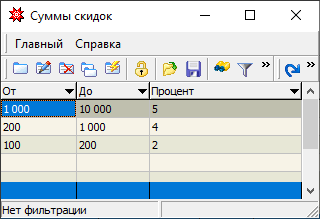 Суммы скидок
Главный Справка
От До Процент
1 000 10 000 5
200 1 000 4
100 200 2
Нет фильтрации